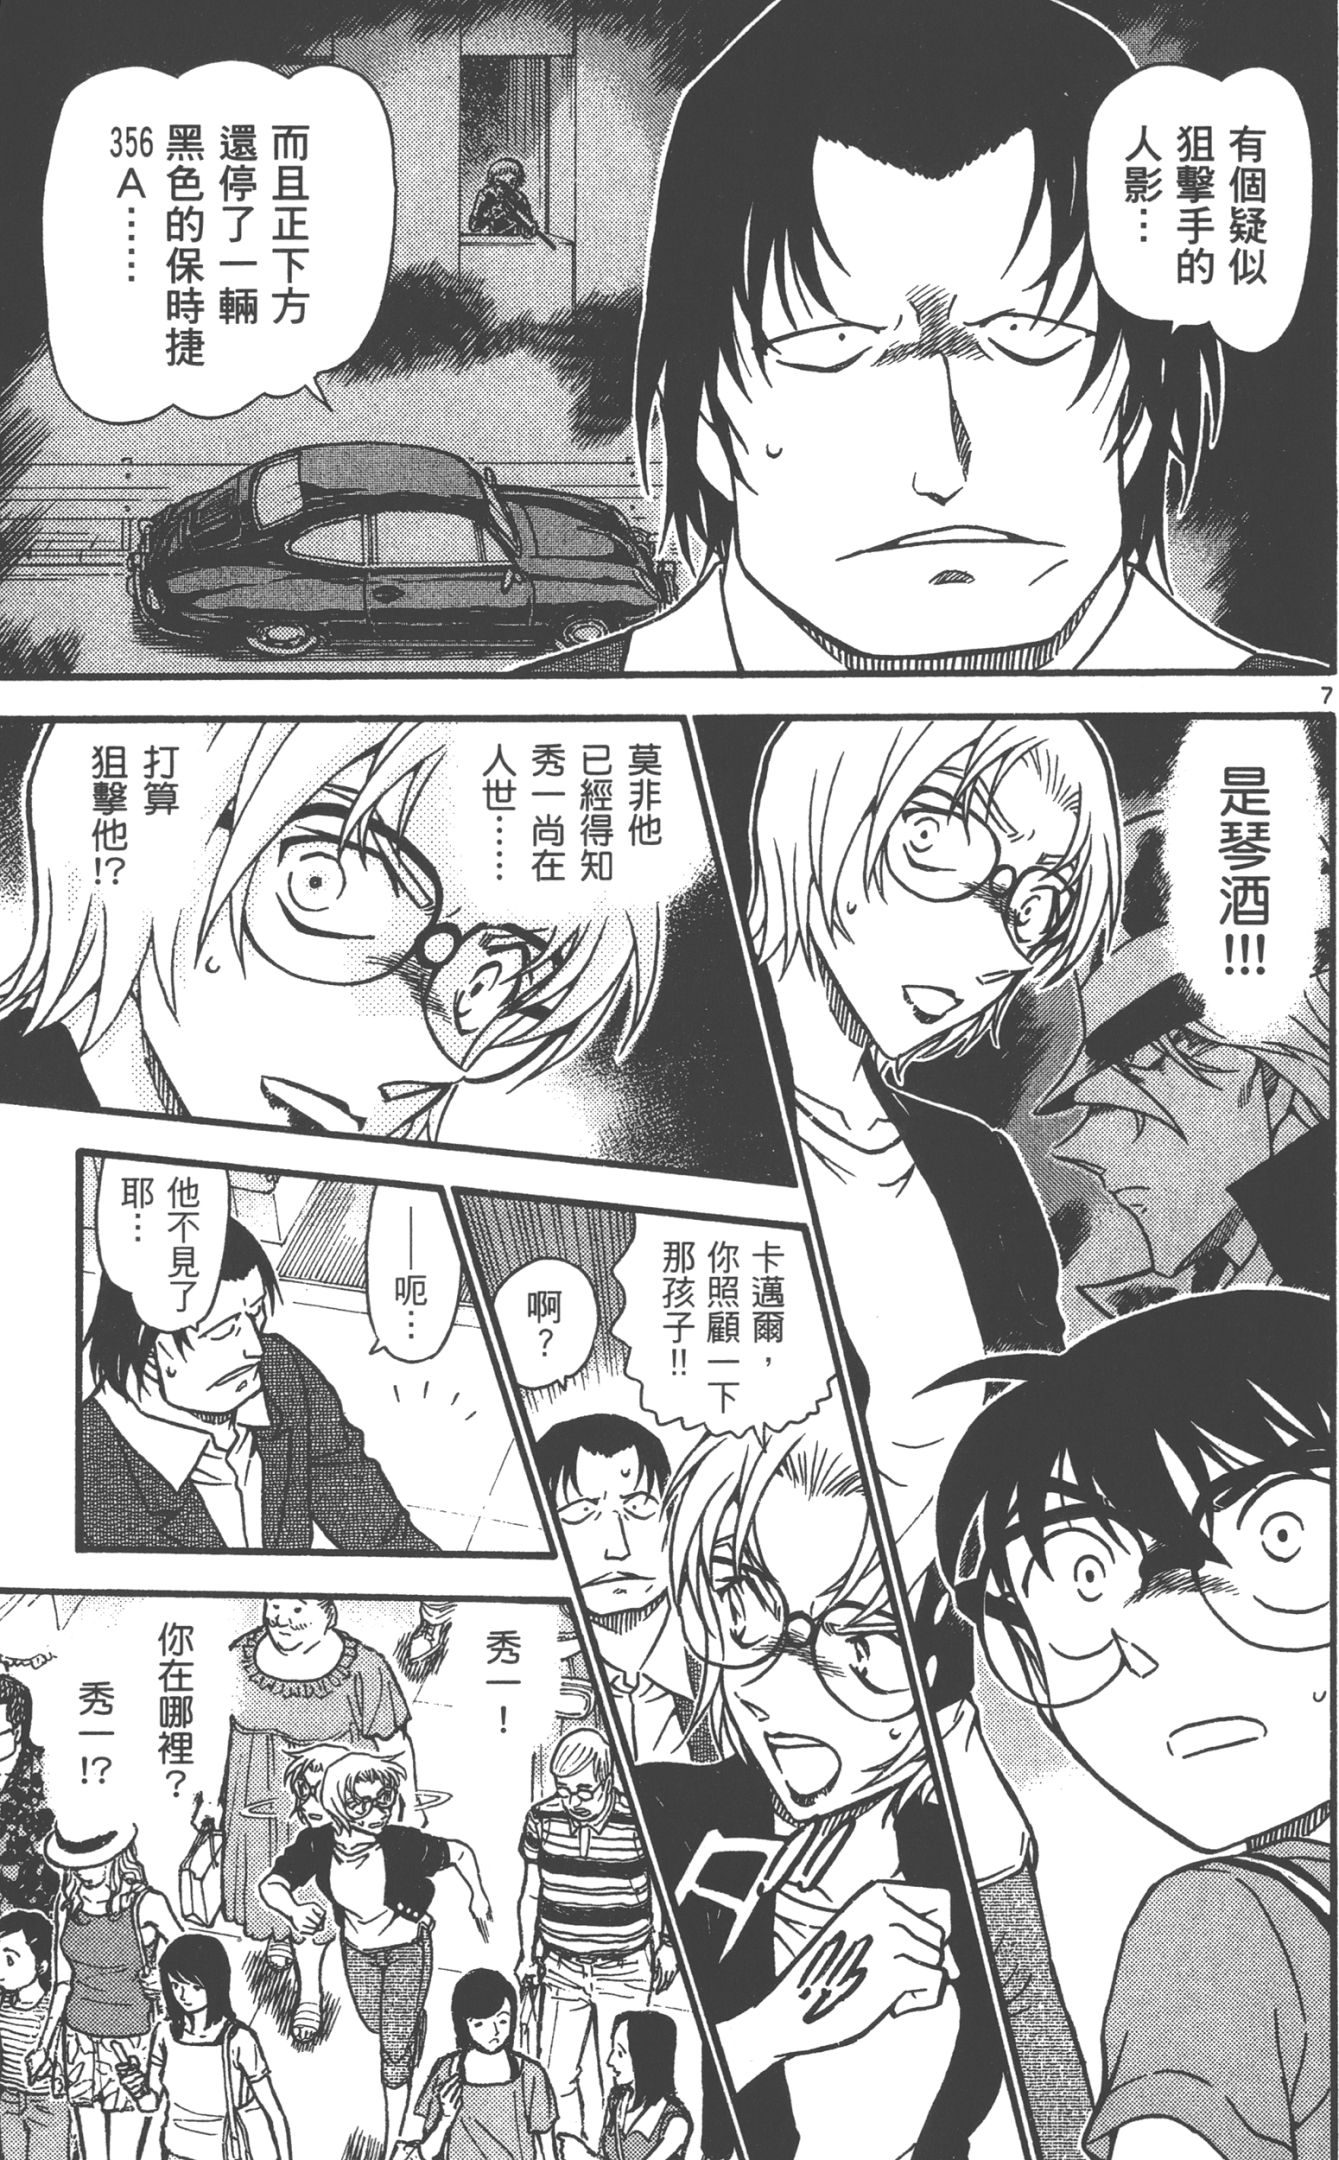 有個疑似
狙擊手的
人影…
而且正下方
還停了一輛
黑色的保時捷
356
A……
7
是琴酒!!!
莫非他
已經得知
秀一尚在
人世……
打算
狙擊他!?
卡邁爾，
你照顧一下
那孩子!!
啊？
——呃…
他不見了
耶…
秀一！
你在哪裡？
秀一!?